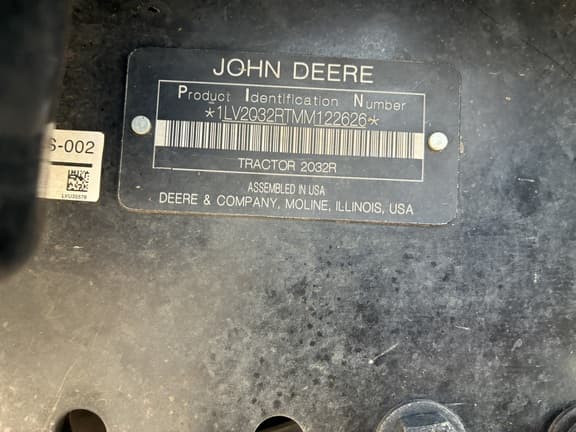 JOHN DEERE
Product Identification Number
*1LV2032RTMM122626*
TRACTOR 2032R
ASSEMBLED IN USA
DEERE & COMPANY, MOLINE, ILLINOIS, USA
S-002